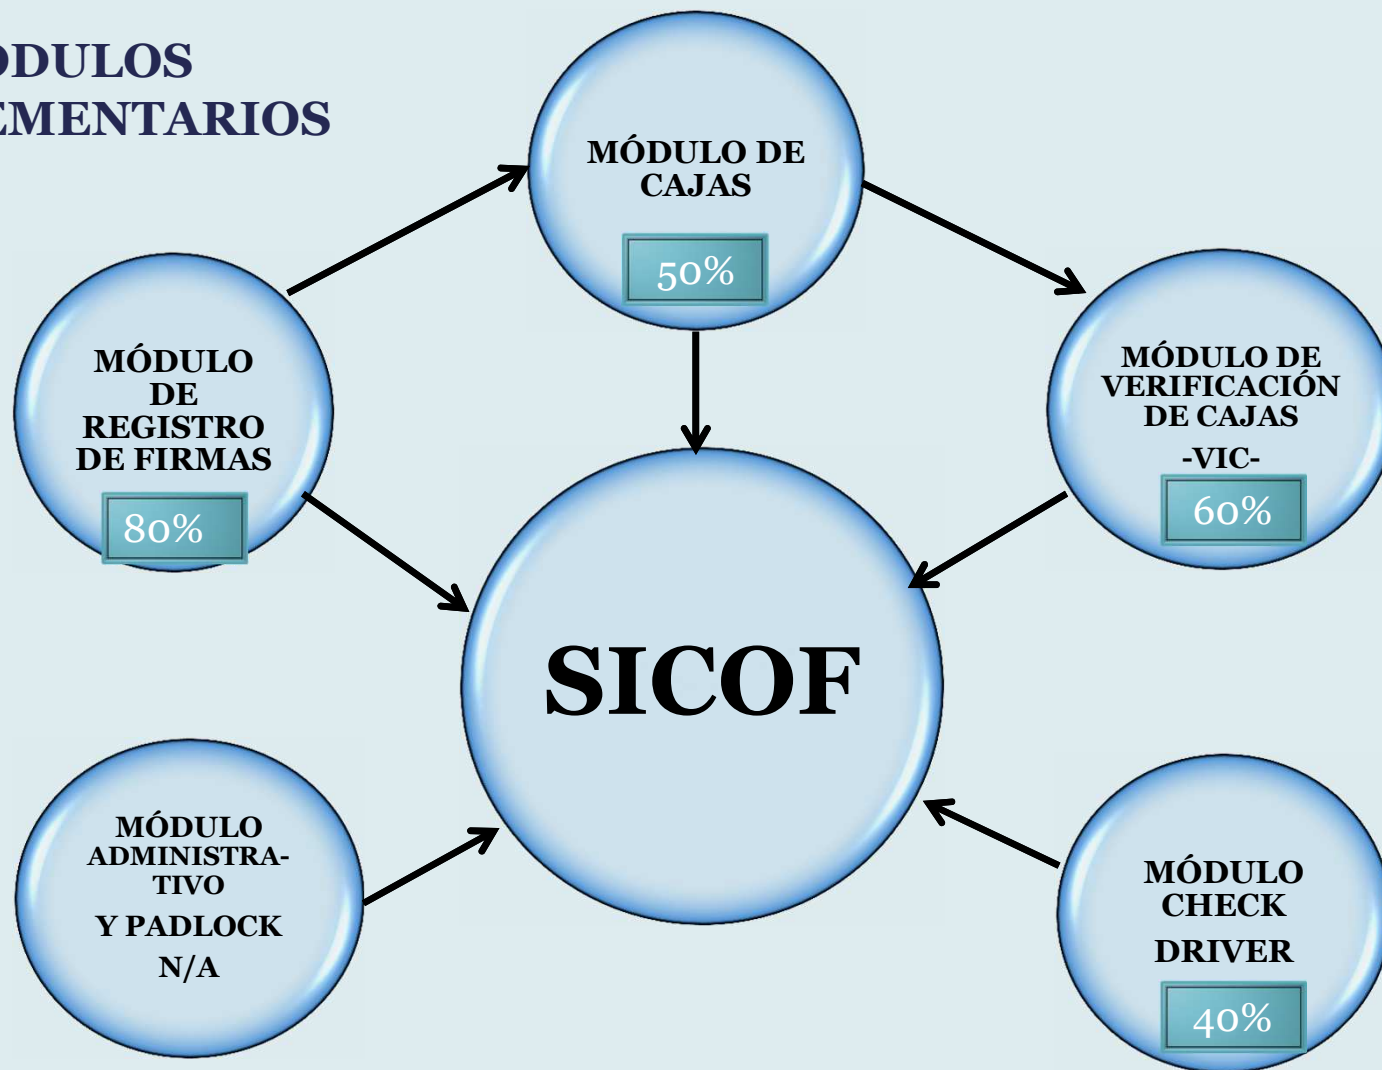 ÓDULOS
EMENTARIOS
MÓDULO DE
CAJAS
50%
MÓDULO
DE
REGISTRO
DE FIRMAS
80%
MÓDULO DE
VERIFICACIÓN
DE CAJAS
-VIC-
60%
SICOF
MÓDULO
ADMINISTRA-
TIVO
Y PADLOCK
N/A
MÓDULO
CHECK
DRIVER
40%